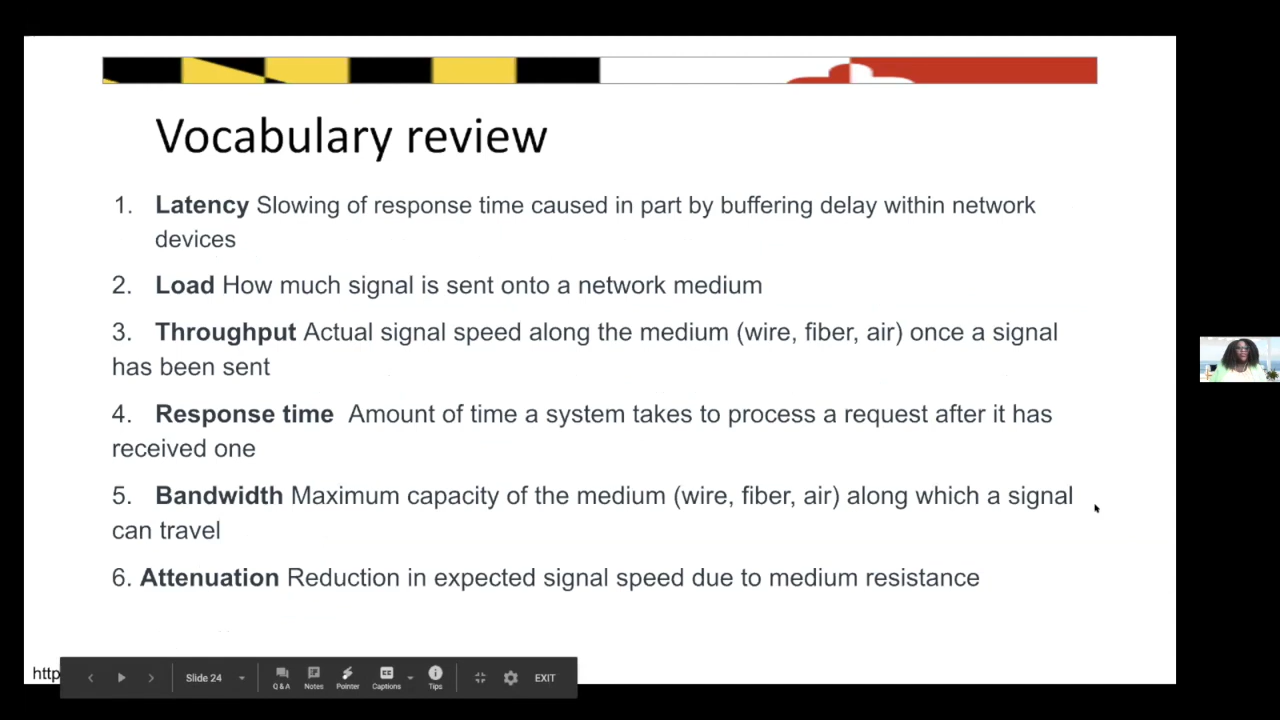 Vocabulary review
1. Latency Slowing of response time caused in part by buffering delay within network
devices
2. Load How much signal is sent onto a network medium
3. Throughput Actual signal speed along the medium (wire, fiber, air) once a signal
has been sent
4. Response time Amount of time a system takes to process a request after it has
received one
5. Bandwidth Maximum capacity of the medium (wire, fiber, air) along which a signal
can travel
6. Attenuation Reduction in expected signal speed due to medium resistance
http
Slide 24
Q & A Notes Pointer Captions Tips EXIT